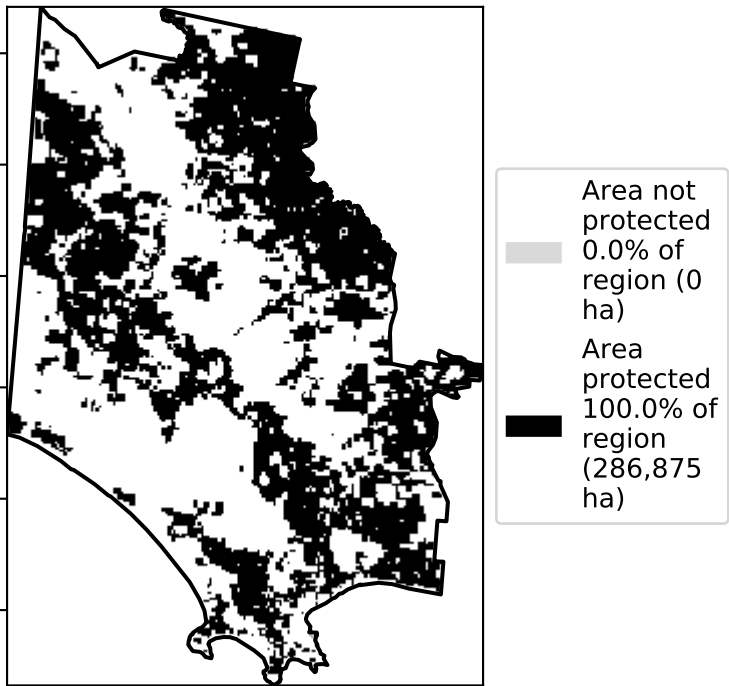 Area not
protected
0.0% of
region (0
ha)
Area
protected
100.0% of
region
(286,875
ha)